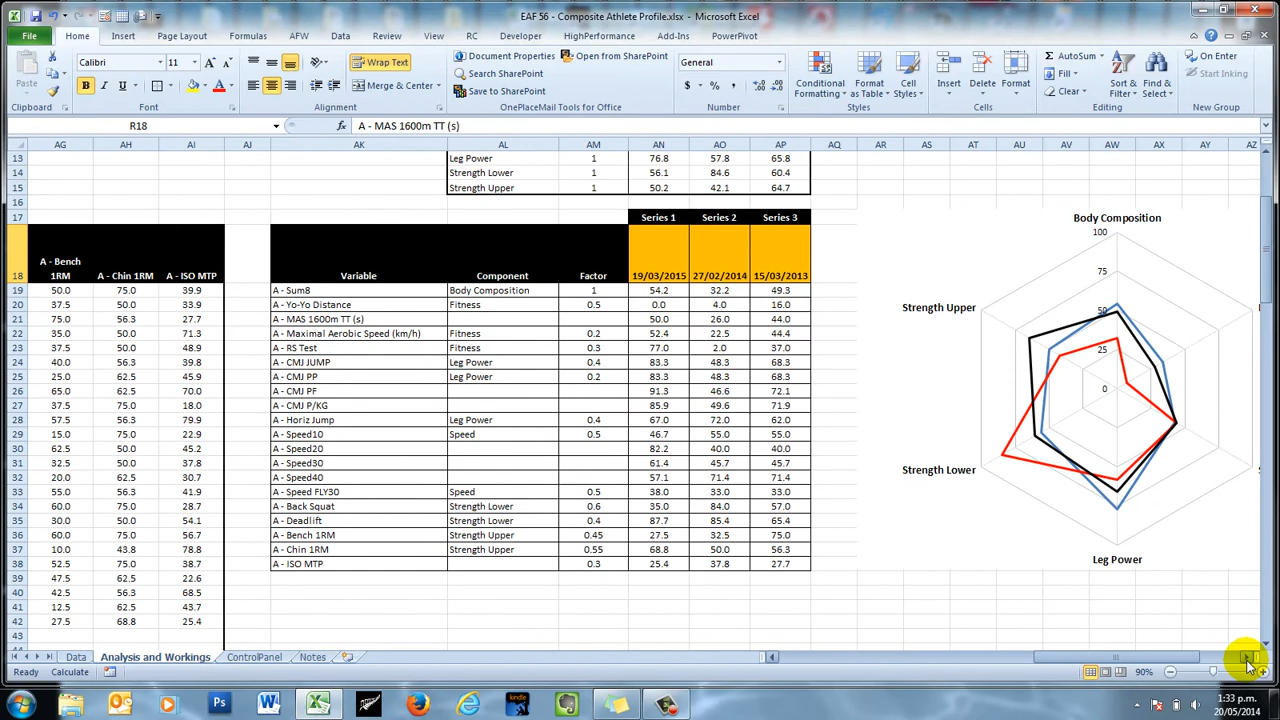 EAF 56 - Composite Athlete Profile.xlsx - Microsoft Excel
File Home Insert Page Layout Formulas AFW Data Review View RC Developer HighPerformance Add-Ins PowerPivot
Calibri 11 Wrap Text Document Properties Open from SharePoint General AutoSum On Enter
Paste Search SharePoint Conditional Formatting Format as Table Cell Styles Insert Delete Format Fill Sort & Filter Find & Select Start Inking
B I U A Merge & Center Save to SharePoint $ % , Clear
Clipboard Font Alignment OnePlaceMail Tools for Office Number Styles Cells Editing New Group
R18 fx A - MAS 1600m TT (s)
AG AH AI AJ AK AL AM AN AO AP AQ AR AS AT AU AV AW AX AY AZ
13 Leg Power 1 76.8 57.8 65.8
14 Strength Lower 1 56.1 84.6 60.4
15 Strength Upper 1 50.2 42.1 64.7
16
17 Series 1 Series 2 Series 3
18 A - Bench 1RM A - Chin 1RM A - ISO MTP Variable Component Factor 19/03/2015 27/02/2014 15/03/2013
19 50.0 75.0 39.9 A - Sum8 Body Composition 1 54.2 32.2 49.3
20 37.5 50.0 33.9 A - Yo-Yo Distance Fitness 0.5 0.0 4.0 16.0
21 75.0 56.3 27.7 A - MAS 1600m TT (s) 50.0 26.0 44.0
22 35.0 50.0 71.3 A - Maximal Aerobic Speed (km/h) Fitness 0.2 52.4 22.5 44.4
23 37.5 50.0 48.9 A - RS Test Fitness 0.3 77.0 2.0 37.0
24 40.0 56.3 39.8 A - CMJ JUMP Leg Power 0.4 83.3 48.3 68.3
25 25.0 62.5 45.9 A - CMJ PP Leg Power 0.2 83.3 48.3 68.3
26 65.0 62.5 70.0 A - CMJ PF 91.3 46.6 72.1
27 37.5 75.0 18.0 A - CMJ P/KG 85.9 49.6 71.9
28 57.5 56.3 79.9 A - Horiz Jump Leg Power 0.4 67.0 72.0 62.0
29 15.0 75.0 22.9 A - Speed10 Speed 0.5 46.7 55.0 55.0
30 62.5 50.0 45.2 A - Speed20 82.2 40.0 40.0
31 32.5 50.0 37.8 A - Speed30 61.4 45.7 45.7
32 20.0 56.3 30.7 A - Speed40 57.1 71.4 71.4
33 55.0 56.3 41.9 A - Speed FLY30 Speed 0.5 38.0 33.0 33.0
34 60.0 56.3 28.7 A - Back Squat Strength Lower 0.6 35.0 84.0 57.0
35 30.0 50.0 54.1 A - Deadlift Strength Lower 0.4 87.7 85.4 65.4
36 60.0 56.3 56.7 A - Bench 1RM Strength Upper 0.45 27.5 32.5 75.0
37 10.0 43.8 78.8 A - Chin 1RM Strength Upper 0.55 68.8 50.0 56.3
38 52.5 56.3 38.7 A - ISO MTP 0.3 25.4 37.8 27.7
39 47.5 62.5 22.6
40 42.5 62.5 68.5
41 12.5 62.5 43.7
42 27.5 68.8 25.4
43
Body Composition
100
75
50
25
0
Strength Upper
Strength Lower
Leg Power
Data Analysis and Workings ControlPanel Notes
Ready Calculate 90%
1:33 p.m.
20/05/2014